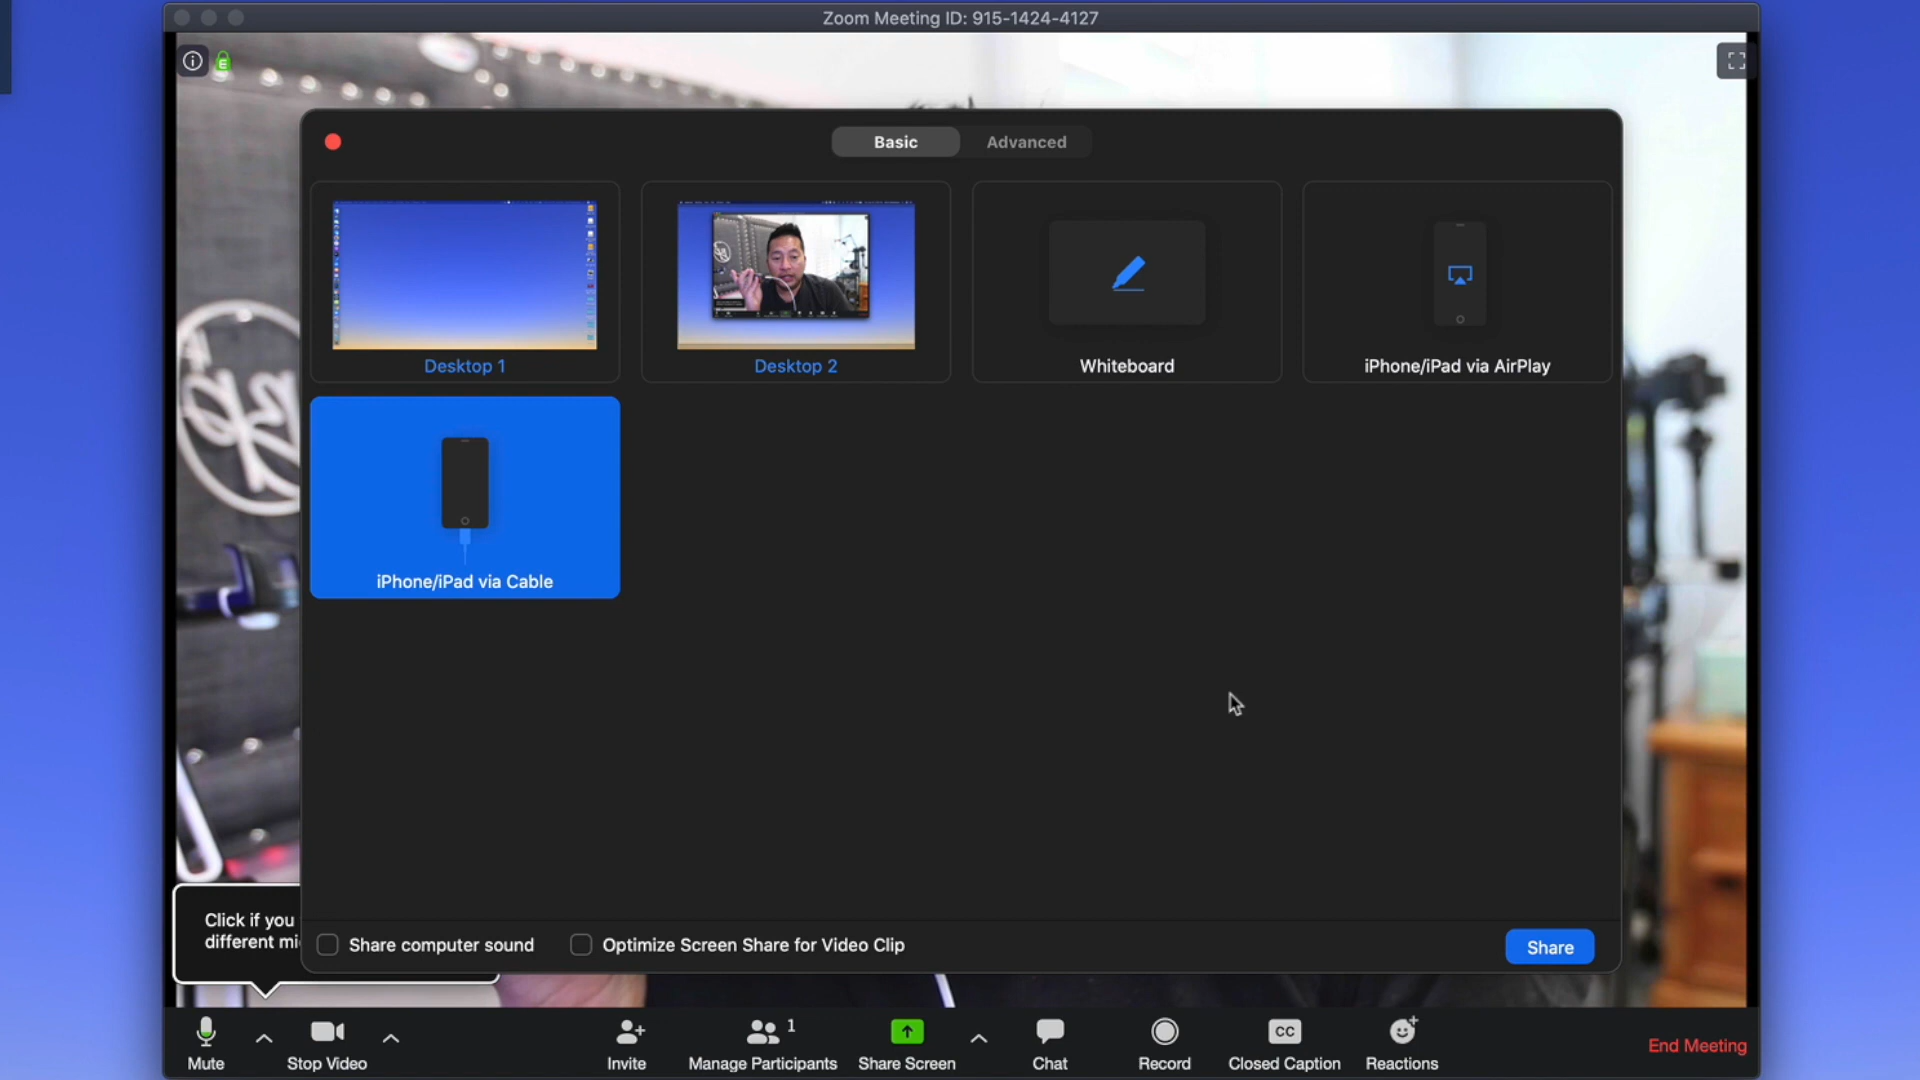 Zoom Meeting ID: 915-1424-4127
Basic
Advanced
Desktop 1
Desktop 2
Whiteboard
iPhone/iPad via AirPlay
iPhone/iPad via Cable
Click if you
different mi
Share computer sound
Optimize Screen Share for Video Clip
Share
Mute
Stop Video
Invite
1
Manage Participants
Share Screen
Chat
Record
CC
Closed Caption
Reactions
End Meeting